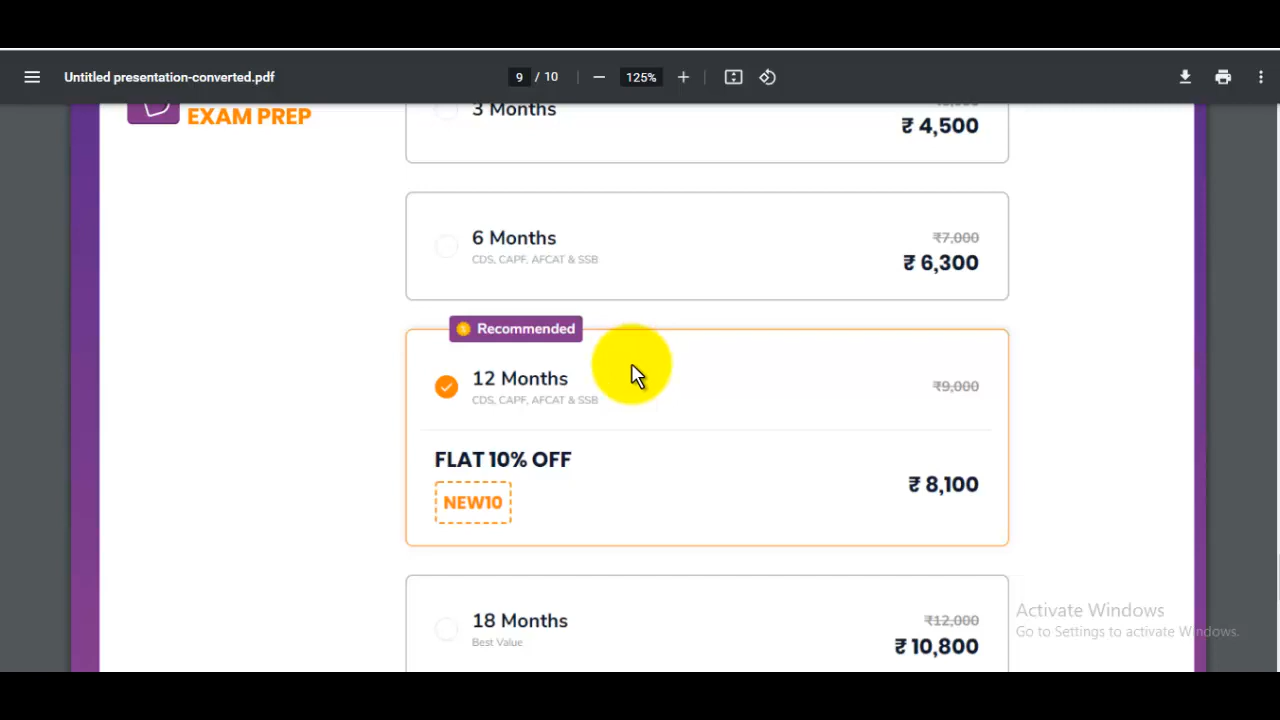 Untitled presentation-converted.pdf
9 / 10
125%
EXAM PREP
3 Months
₹ 4,500
6 Months
CDS, CAPF, AFCAT & SSB
₹7,000
₹ 6,300
Recommended
12 Months
CDS, CAPF, AFCAT & SSB
₹9,000
FLAT 10% OFF
NEW10
₹ 8,100
18 Months
Best Value
₹12,000
₹ 10,800
Activate Windows
Go to Settings to activate Windows.